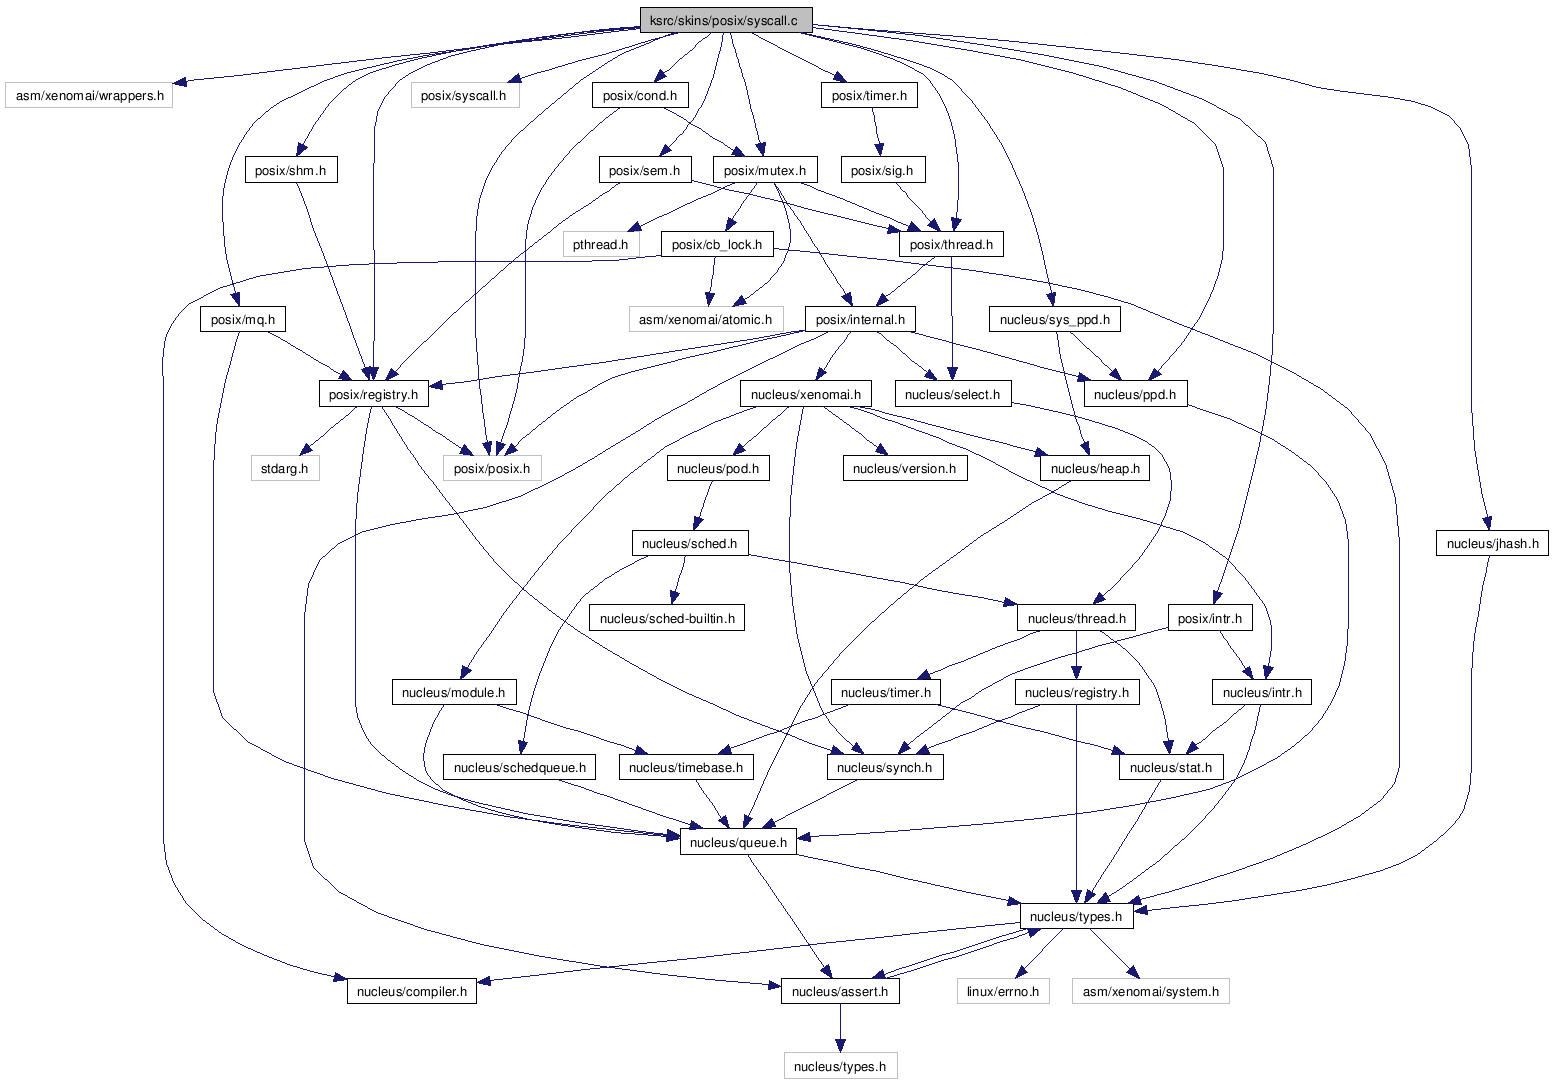 ksrc/skins/posix/syscall.c
asm/xenomai/wrappers.h
posix/syscall.h
posix/cond.h
posix/timer.h
posix/shm.h
posix/sem.h
posix/mutex.h
posix/sig.h
pthread.h
posix/cb_lock.h
posix/thread.h
posix/mq.h
asm/xenomai/atomic.h
posix/internal.h
nucleus/sys_ppd.h
posix/registry.h
nucleus/xenomai.h
nucleus/select.h
nucleus/ppd.h
stdarg.h
posix/posix.h
nucleus/pod.h
nucleus/version.h
nucleus/heap.h
nucleus/sched.h
nucleus/jhash.h
nucleus/sched-builtin.h
nucleus/thread.h
posix/intr.h
nucleus/module.h
nucleus/timer.h
nucleus/registry.h
nucleus/intr.h
nucleus/schedqueue.h
nucleus/timebase.h
nucleus/synch.h
nucleus/stat.h
nucleus/queue.h
nucleus/types.h
nucleus/compiler.h
nucleus/assert.h
linux/errno.h
asm/xenomai/system.h
nucleus/types.h